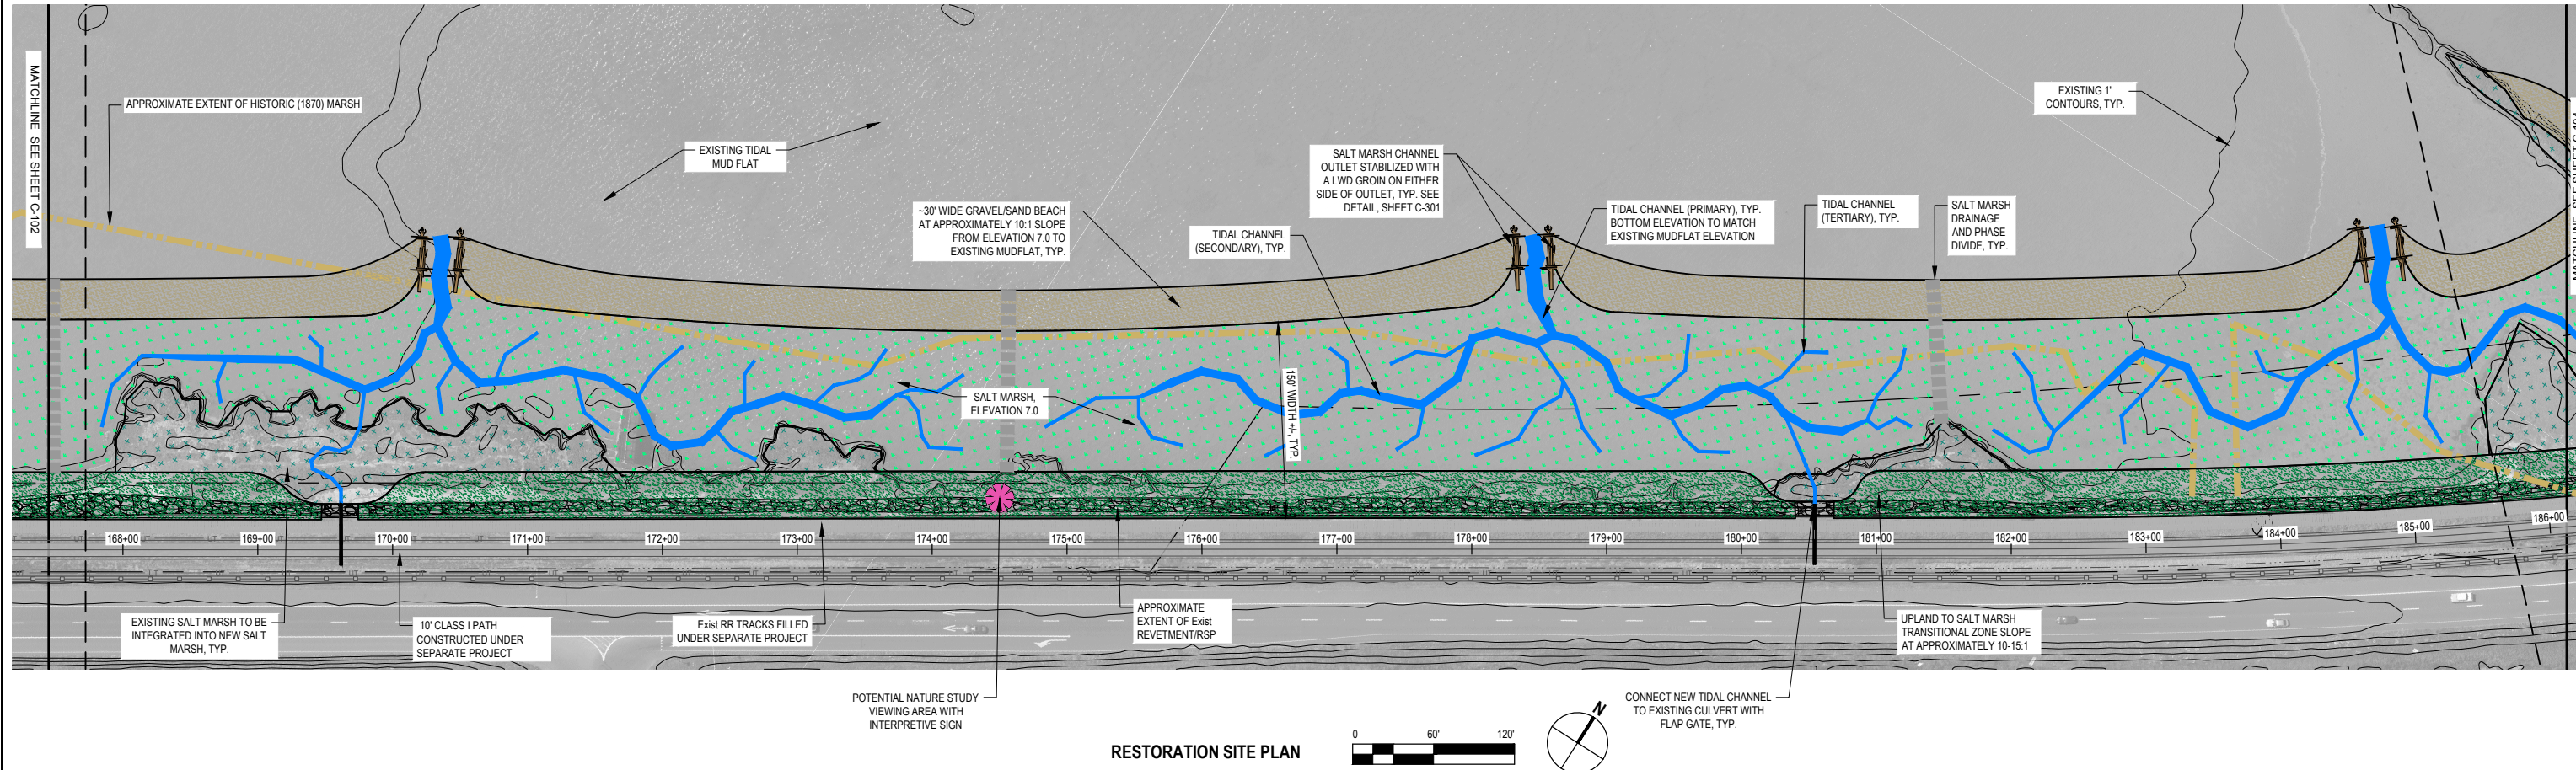 MATCHLINE SEE SHEET C-102
APPROXIMATE EXTENT OF HISTORIC (1870) MARSH
EXISTING TIDAL
MUD FLAT
~30' WIDE GRAVEL/SAND BEACH
AT APPROXIMATELY 10:1 SLOPE
FROM ELEVATION 7.0 TO
EXISTING MUDFLAT, TYP.
TIDAL CHANNEL
(SECONDARY), TYP.
SALT MARSH CHANNEL
OUTLET STABILIZED WITH
A LWD GROIN ON EITHER
SIDE OF OUTLET, TYP. SEE
DETAIL, SHEET C-301
TIDAL CHANNEL (PRIMARY), TYP.
BOTTOM ELEVATION TO MATCH
EXISTING MUDFLAT ELEVATION
TIDAL CHANNEL
(TERTIARY), TYP.
SALT MARSH
DRAINAGE
AND PHASE
DIVIDE, TYP.
EXISTING 1'
CONTOURS, TYP.
SALT MARSH,
ELEVATION 7.0
150' WIDTH +/-, TYP.
168+00
169+00
170+00
171+00
172+00
173+00
174+00
175+00
176+00
177+00
178+00
179+00
180+00
181+00
182+00
183+00
184+00
185+00
186+00
EXISTING SALT MARSH TO BE
INTEGRATED INTO NEW SALT
MARSH, TYP.
10' CLASS I PATH
CONSTRUCTED UNDER
SEPARATE PROJECT
Exist RR TRACKS FILLED
UNDER SEPARATE PROJECT
APPROXIMATE
EXTENT OF Exist
REVETMENT/RSP
UPLAND TO SALT MARSH
TRANSITIONAL ZONE SLOPE
AT APPROXIMATELY 10-15:1
POTENTIAL NATURE STUDY
VIEWING AREA WITH
INTERPRETIVE SIGN
CONNECT NEW TIDAL CHANNEL
TO EXISTING CULVERT WITH
FLAP GATE, TYP.
RESTORATION SITE PLAN
0 60' 120'
N